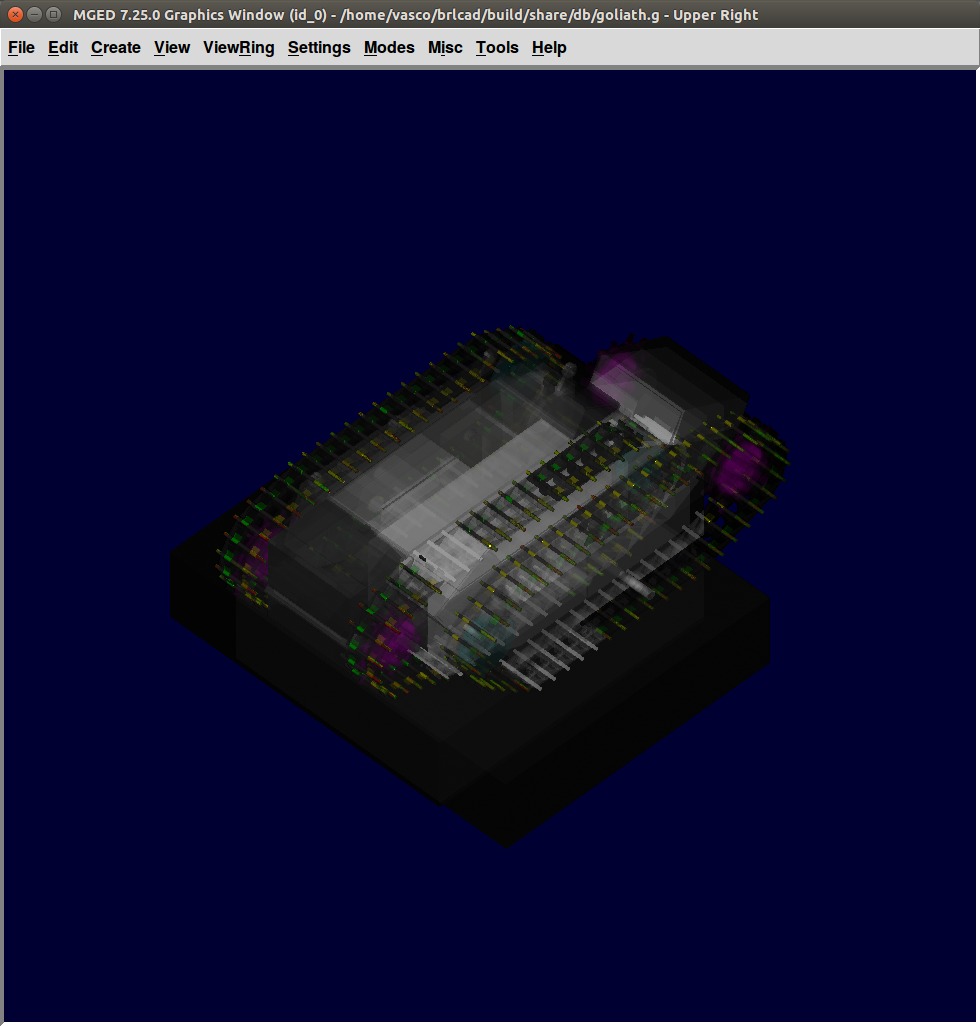 MGED 7.25.0 Graphics Window (id_0) - /home/vasco/brlcad/build/share/db/goliath.g - Upper Right
File Edit Create View ViewRing Settings Modes Misc Tools Help